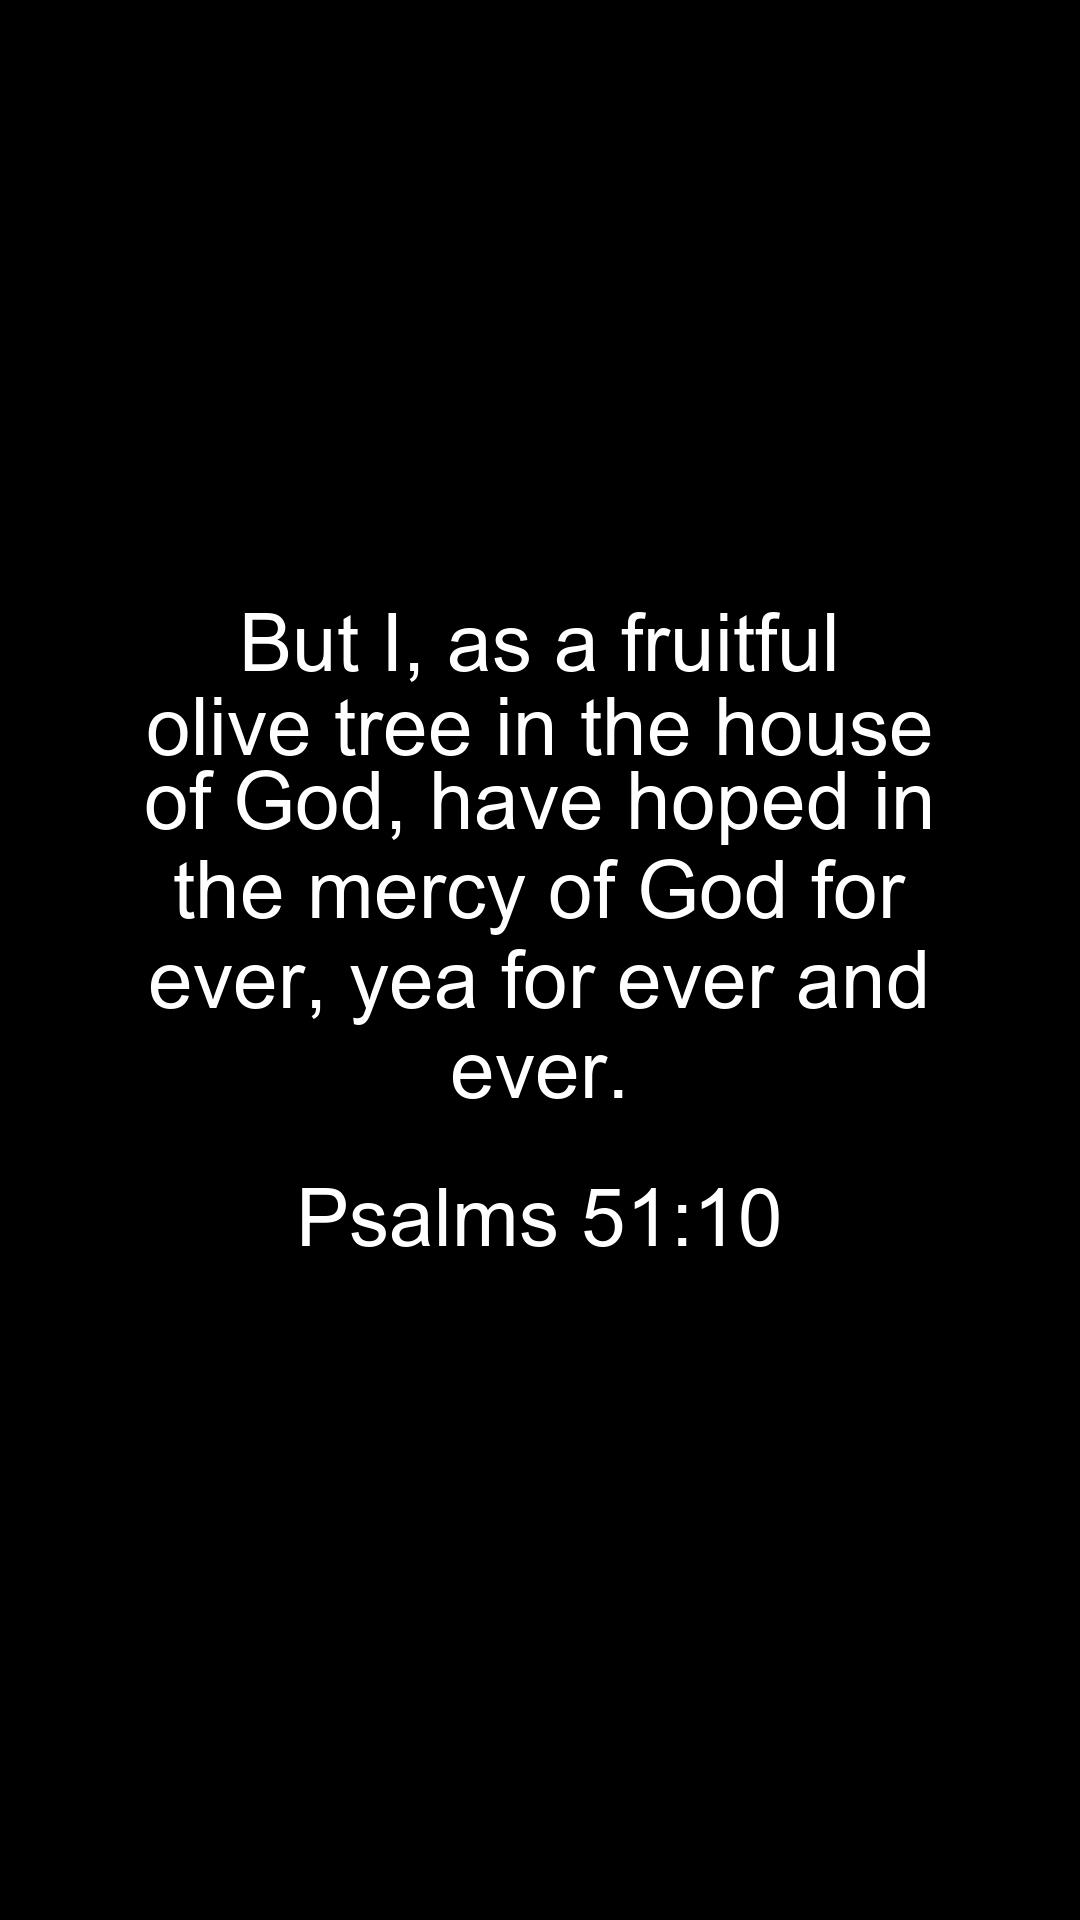 But I, as a fruitful
olive tree in the house
of God, have hoped in
the mercy of God for
ever, yea for ever and
ever.
Psalms 51:10